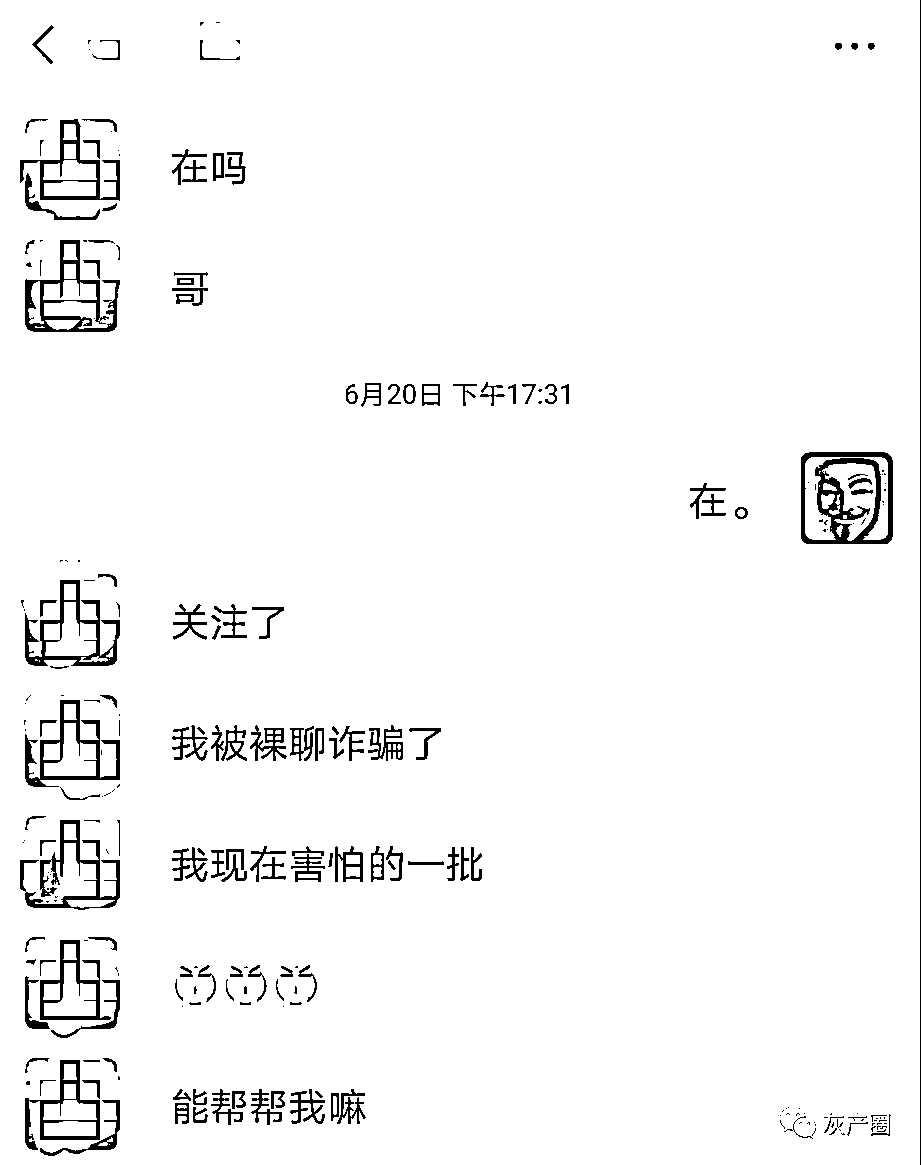 在吗
哥
6月20日 下午17:31
在。
关注了
我被裸聊诈骗了
我现在害怕的一批
能帮帮我嘛
灰产圈